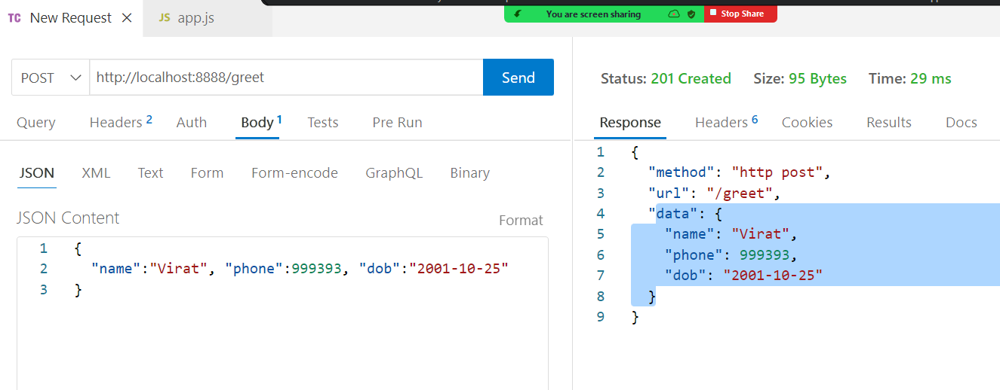 TC New Request × JS app.js
You are screen sharing Stop Share
POST http://localhost:8888/greet Send
Status: 201 Created Size: 95 Bytes Time: 29 ms
Query Headers 2 Auth Body 1 Tests Pre Run
Response Headers 6 Cookies Results Docs
JSON XML Text Form Form-encode GraphQL Binary
JSON Content Format
1 {
2 "name":"Virat", "phone":999393, "dob":"2001-10-25"
3 }
1 {
2 "method": "http post",
3 "url": "/greet",
4 "data": {
5 "name": "Virat",
6 "phone": 999393,
7 "dob": "2001-10-25"
8 }
9 }